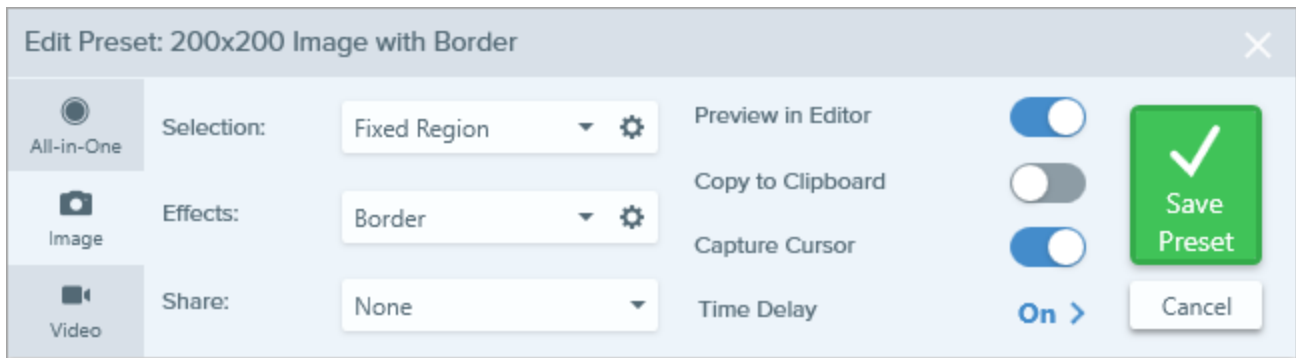 Edit Preset: 200x200 Image with Border
All-in-One
Image
Video
Selection:
Fixed Region
Effects:
Border
Share:
None
Preview in Editor
Copy to Clipboard
Capture Cursor
Time Delay
On
Save
Preset
Cancel